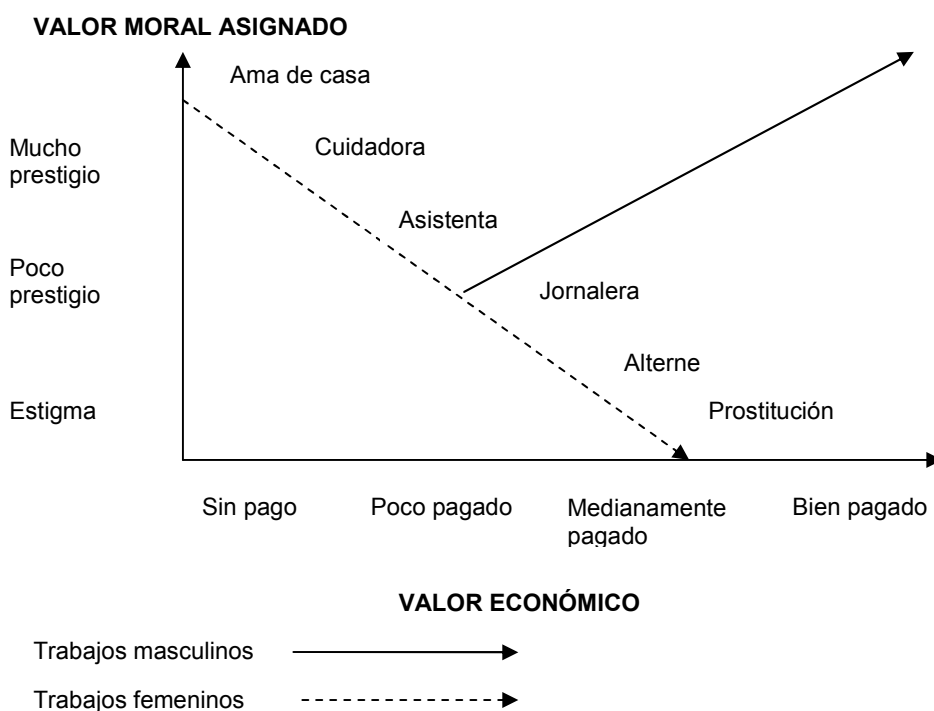 VALOR MORAL ASIGNADO
Ama de casa
Mucho
prestigio
Cuidadora
Asistenta
Poco
prestigio
Jornalera
Alterne
Estigma
Prostitución
Sin pago
Poco pagado
Medianamente
pagado
Bien pagado
VALOR ECONÓMICO
Trabajos masculinos
Trabajos femeninos